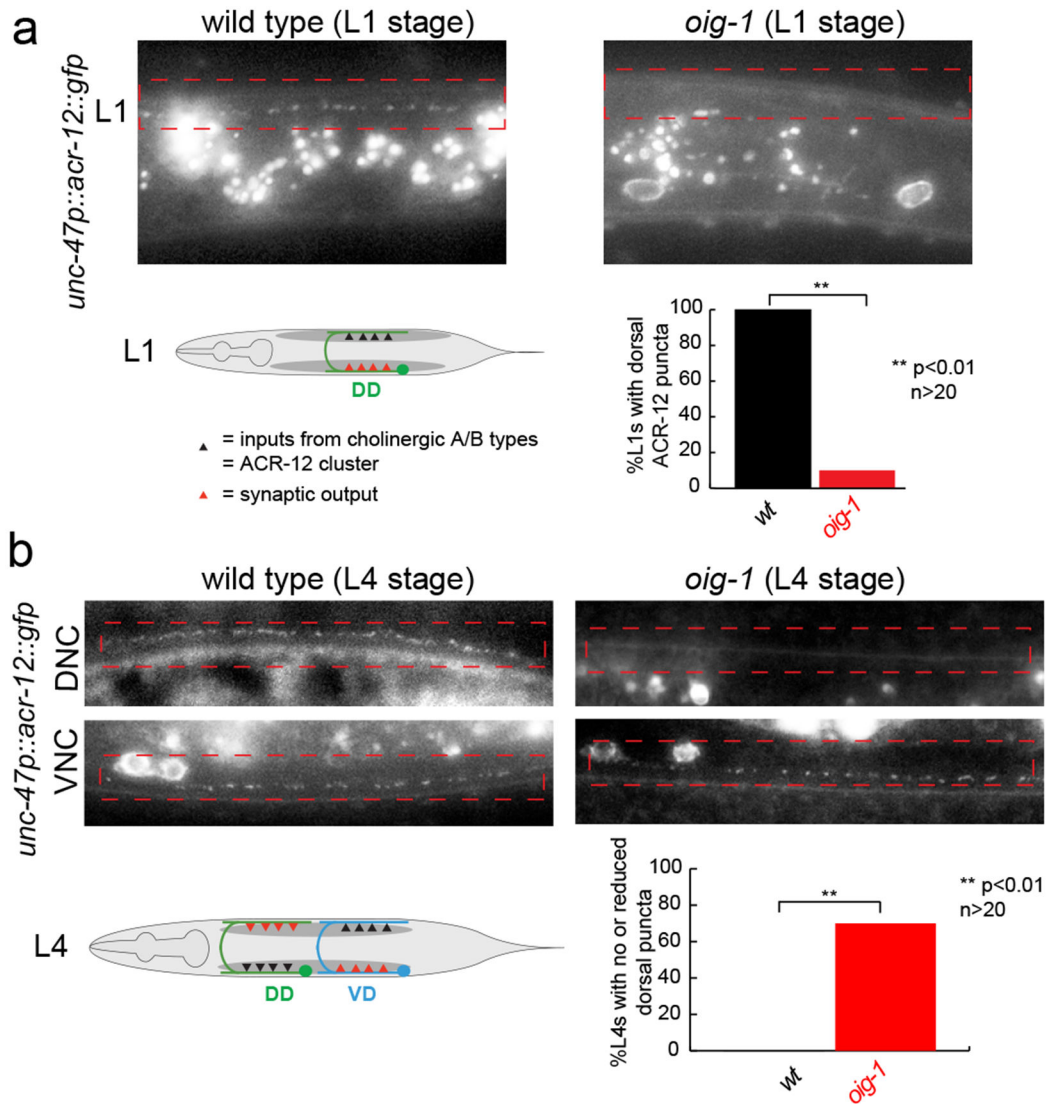 a
wild type (L1 stage)
oig-1 (L1 stage)
unc-47p::acr-12::gfp
L1
L1
DD
▲ = inputs from cholinergic A/B types
= ACR-12 cluster
▲ = synaptic output
%L1s with dorsal
ACR-12 puncta
100
80
60
40
20
0
**
wt
oig-1
** p<0.01
n>20
b
wild type (L4 stage)
oig-1 (L4 stage)
unc-47p::acr-12::gfp
DNC
VNC
L4
DD
VD
%L4s with no or reduced
dorsal puncta
100
80
60
40
20
0
**
wt
oig-1
** p<0.01
n>20